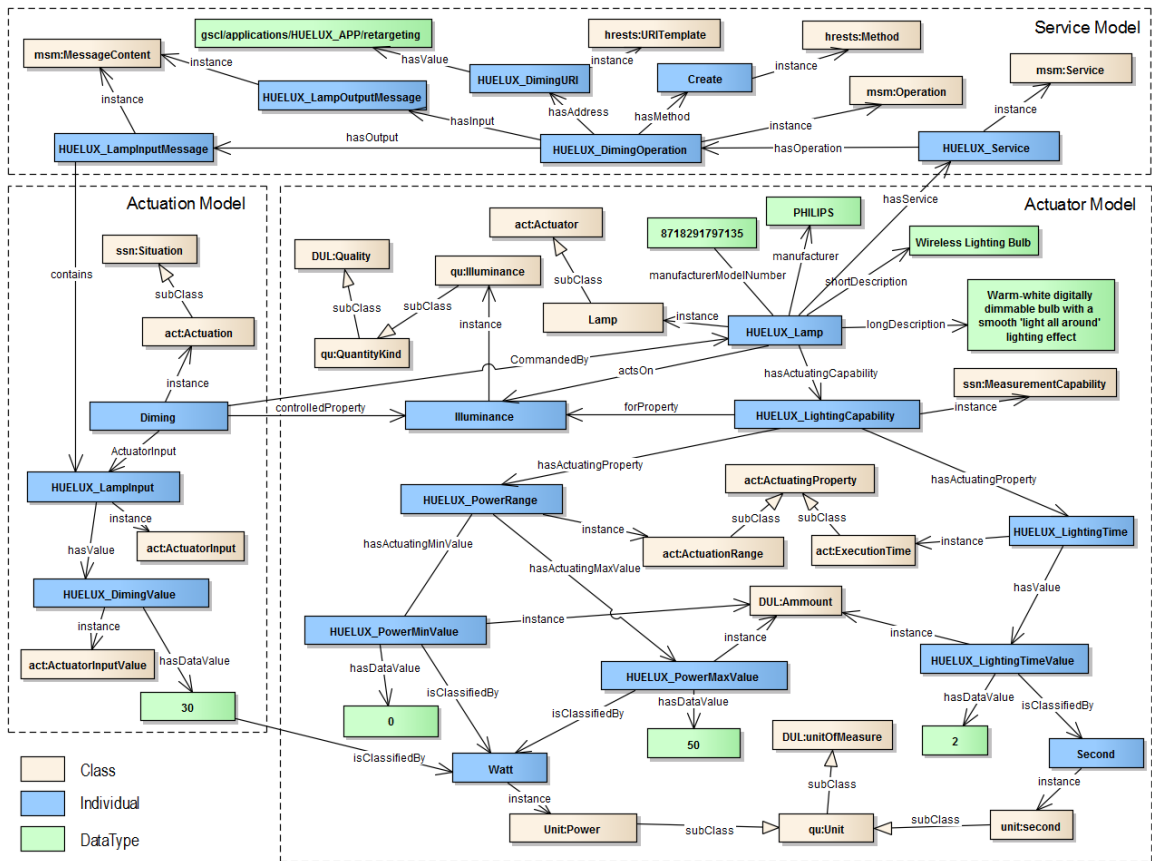 Service Model
gscl/applications/HUELUX_APP/retargeting
hrests:URITemplate
hrests:Method
msm:MessageContent
instance
hasValue
instance
instance
msm:Service
HUELUX_DimingURI
Create
msm:Operation
HUELUX_LampOutputMessage
instance
hasAddress
hasMethod
instance
instance
hasInput
hasOutput
HUELUX_LampInputMessage
HUELUX_DimingOperation
hasOperation
HUELUX_Service
Actuation Model
Actuator Model
hasService
act:Actuator
8718291797135
PHILIPS
Wireless Lighting Bulb
ssn:Situation
DUL:Quality
qu:Illuminance
manufacturer
manufacturerModelNumber
shortDescription
contains
subClass
subClass
subClass
subClass
Warm-white digitally
dimmable bulb with a
smooth 'light all around'
lighting effect
act:Actuation
Lamp
instance
HUELUX_Lamp
longDescription
instance
qu:QuantityKind
CommandedBy
actsOn
hasActuatingCapability
instance
ssn:MeasurementCapability
Diming
controlledProperty
Illuminance
forProperty
HUELUX_LightingCapability
instance
ActuatorInput
hasActuatingProperty
HUELUX_LampInput
act:ActuatingProperty
hasActuatingProperty
HUELUX_PowerRange
instance
subClass
subClass
instance
HUELUX_LightingTime
act:ActuatorInput
hasActuatingMinValue
act:ActuationRange
act:ExecutionTime
instance
hasValue
hasActuatingMaxValue
hasValue
HUELUX_DimingValue
DUL:Ammount
instance
instance
HUELUX_PowerMinValue
instance
instance
act:ActuatorInputValue
hasDataValue
hasDataValue
isClassifiedBy
HUELUX_PowerMaxValue
HUELUX_LightingTimeValue
hasDataValue
hasDataValue
isClassifiedBy
isClassifiedBy
30
0
50
DUL:unitOfMeasure
2
isClassifiedBy
Watt
Second
Class
subClass
instance
instance
Individual
Unit:Power
subClass
qu:Unit
subClass
unit:second
DataType